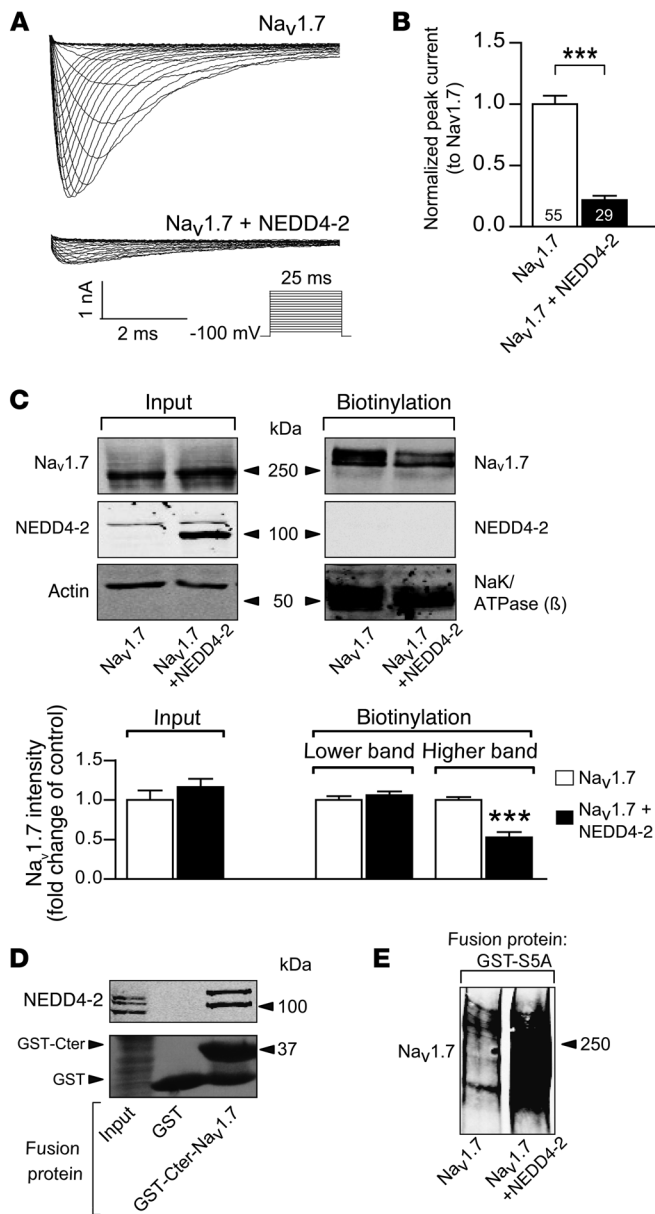 A
Nav1.7
Nav1.7 + NEDD4-2
1 nA
2 ms
25 ms
-100 mV
B
Normalized peak current
(to Nav1.7)
1.5
1.0
0.5
0.0
***
55
29
Nav1.7
Nav1.7 + NEDD4-2
C
Input
kDa
Biotinylation
Nav1.7
250
Nav1.7
NEDD4-2
100
NEDD4-2
Actin
50
NaK/
ATPase (ß)
Nav1.7
Nav1.7
+NEDD4-2
Nav1.7
Nav1.7
+NEDD4-2
Input
Biotinylation
Lower band
Higher band
Nav1.7 intensity
(fold change of control)
1.5
1.0
0.5
0.0
***
Nav1.7
Nav1.7 +
NEDD4-2
D
kDa
NEDD4-2
100
GST-Cter
37
GST
Fusion
protein
Input
GST
GST-Cter-Nav1.7
E
Fusion protein:
GST-S5A
Nav1.7
250
Nav1.7
Nav1.7
+NEDD4-2